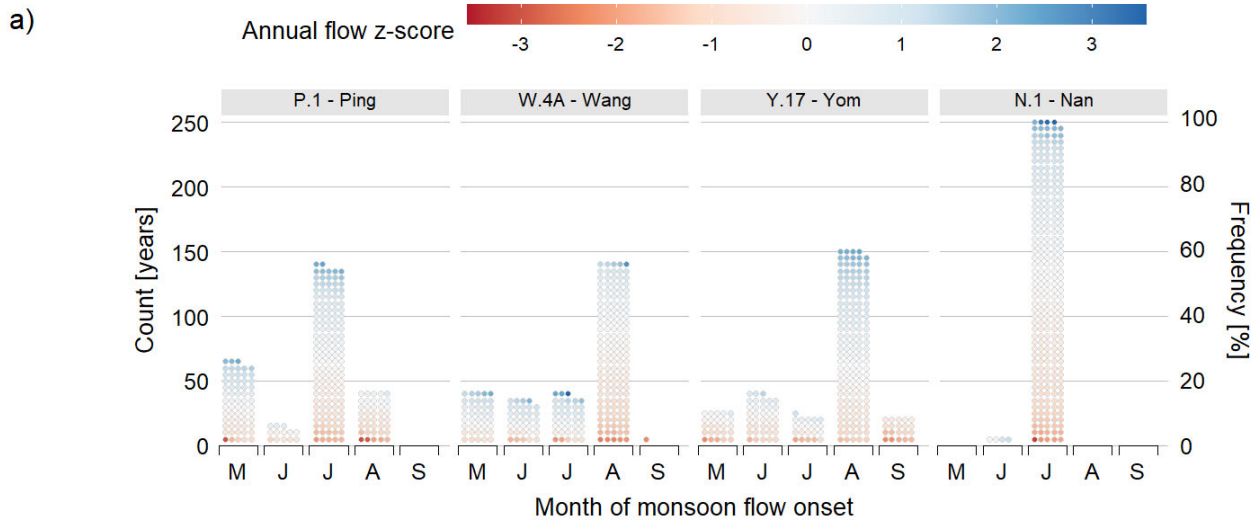 a)
Annual flow z-score
-3 -2 -1 0 1 2 3
P.1 - Ping W.4A - Wang Y.17 - Yom N.1 - Nan
Count [years]
250
200
150
100
50
0
100
80
60
40
20
0
Frequency [%]
M J J A S M J J A S M J J A S M J J A S
Month of monsoon flow onset